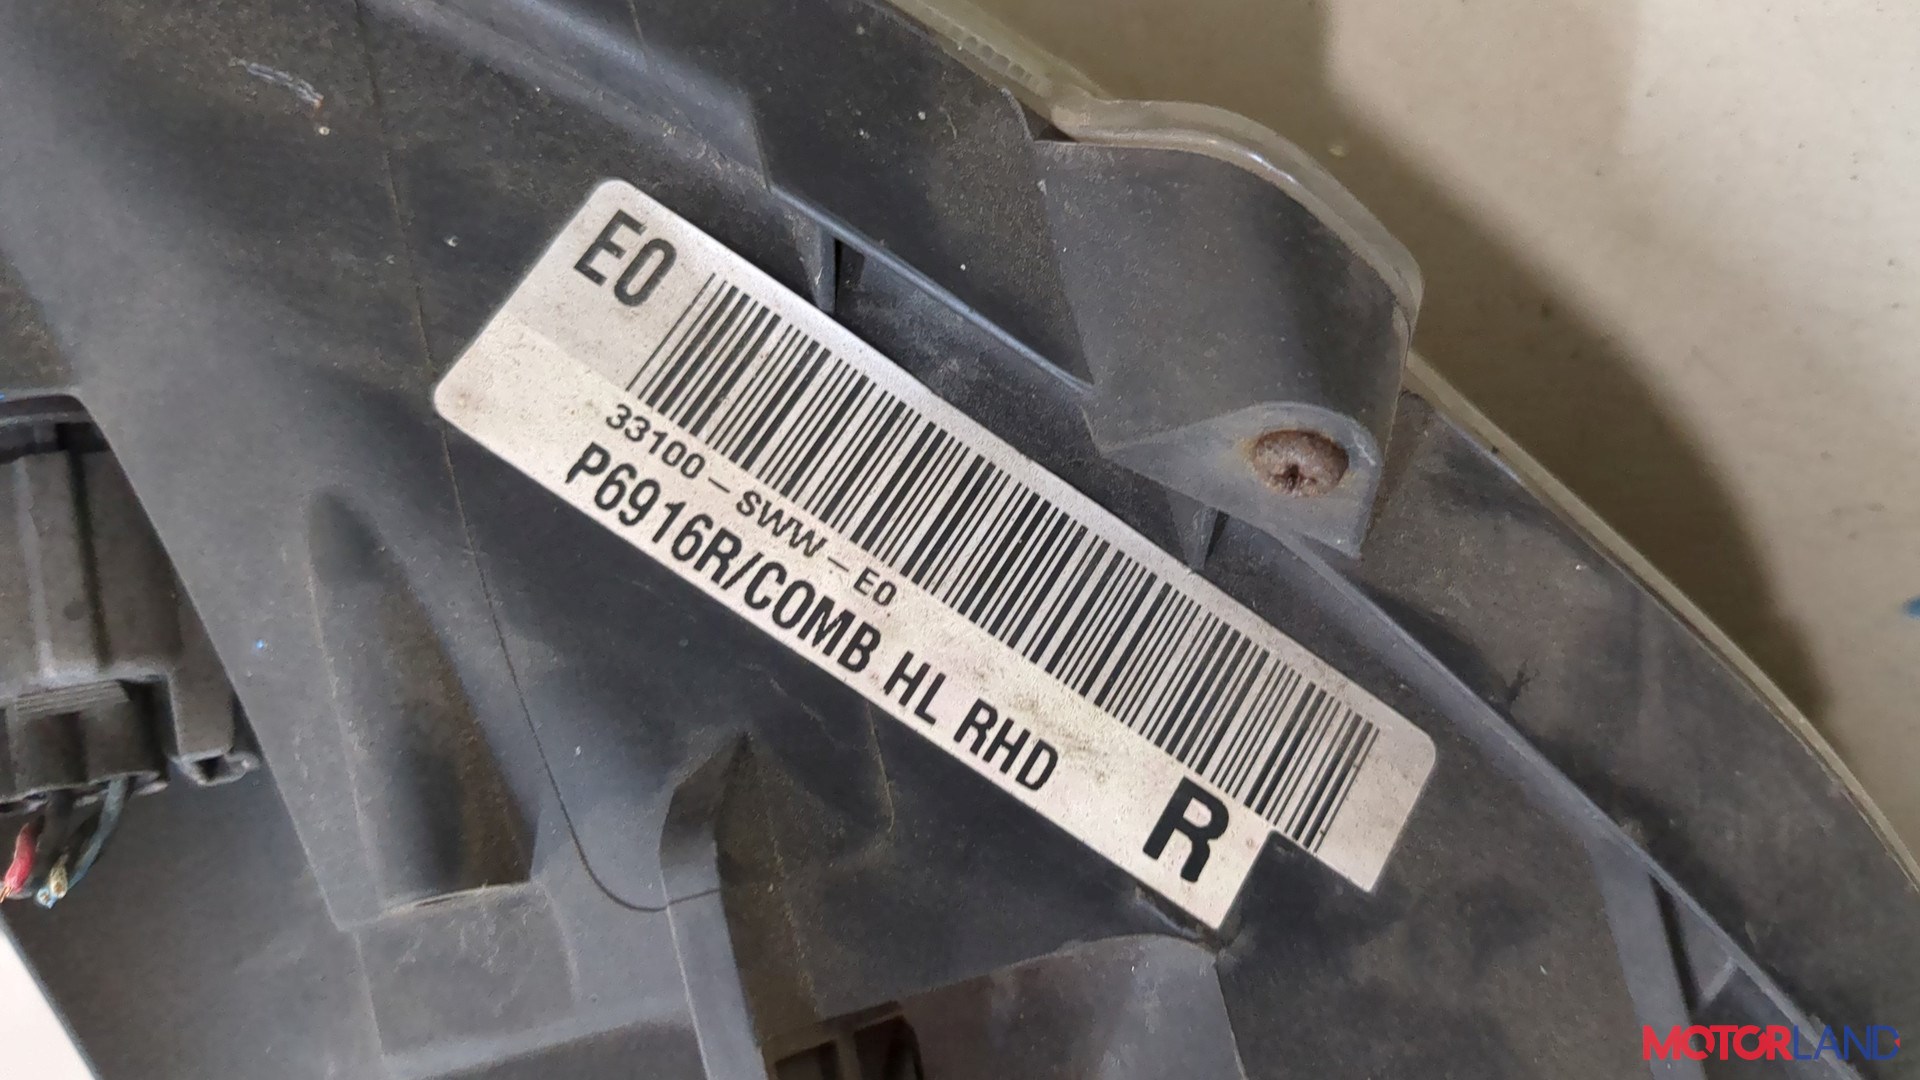 E0
33100-SWW-E0
P6916R/COMB HL RHD
R
MOTORLAND